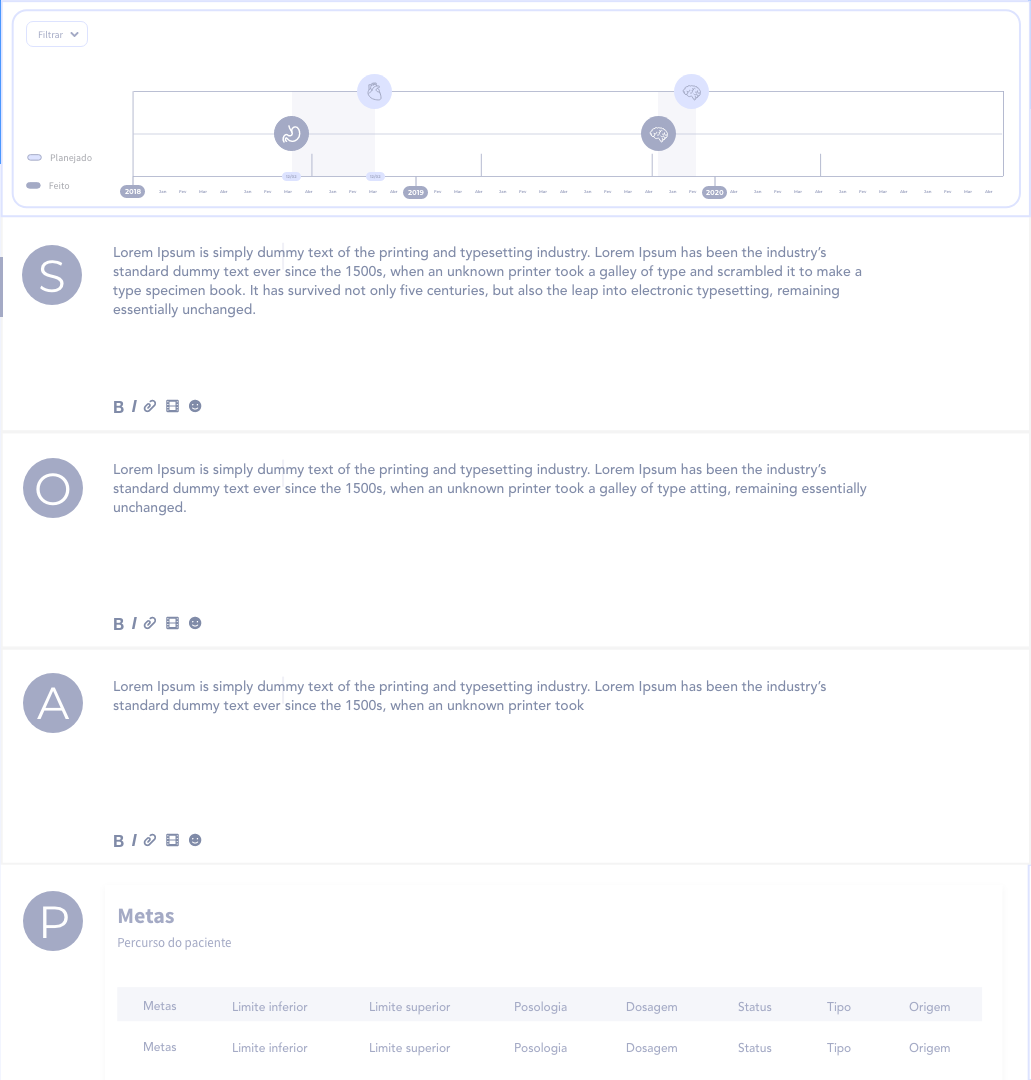 Filtrar
Planejado
Feito
2018 Jan Fev Mar Abr Jan Fev Mar Abr Jan Fev Mar Abr 2019 Fev Mar Abr Jan Fev Mar Abr Jan Fev Mar Abr Jan Fev 2020 Abr Jan Fev Mar Abr Jan Fev Mar Abr Jan Fev Mar Abr
S
Lorem Ipsum is simply dummy text of the printing and typesetting industry. Lorem Ipsum has been the industry’s
standard dummy text ever since the 1500s, when an unknown printer took a galley of type and scrambled it to make a
type specimen book. It has survived not only five centuries, but also the leap into electronic typesetting, remaining
essentially unchanged.
B I
O
Lorem Ipsum is simply dummy text of the printing and typesetting industry. Lorem Ipsum has been the industry’s
standard dummy text ever since the 1500s, when an unknown printer took a galley of type atting, remaining essentially
unchanged.
B I
A
Lorem Ipsum is simply dummy text of the printing and typesetting industry. Lorem Ipsum has been the industry’s
standard dummy text ever since the 1500s, when an unknown printer took
B I
P
Metas
Percurso do paciente
Metas Limite inferior Limite superior Posologia Dosagem Status Tipo Origem
Metas Limite inferior Limite superior Posologia Dosagem Status Tipo Origem